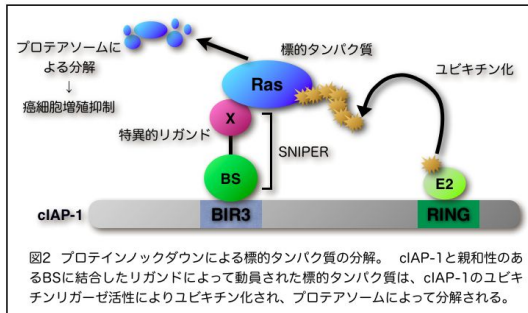 プロテアソームに
よる分解
↓
癌細胞増殖抑制
標的タンパク質
Ras
ユビキチン化
X
特異的リガンド
SNIPER
BS
E2
cIAP-1
BIR3
RING
図2 プロテインノックダウンによる標的タンパク質の分解。 cIAP-1と親和性のあ
るBSに結合したリガンドによって動員された標的タンパク質は、cIAP-1のユビキ
チンリガーゼ活性によりユビキチン化され、プロテアソームによって分解される。